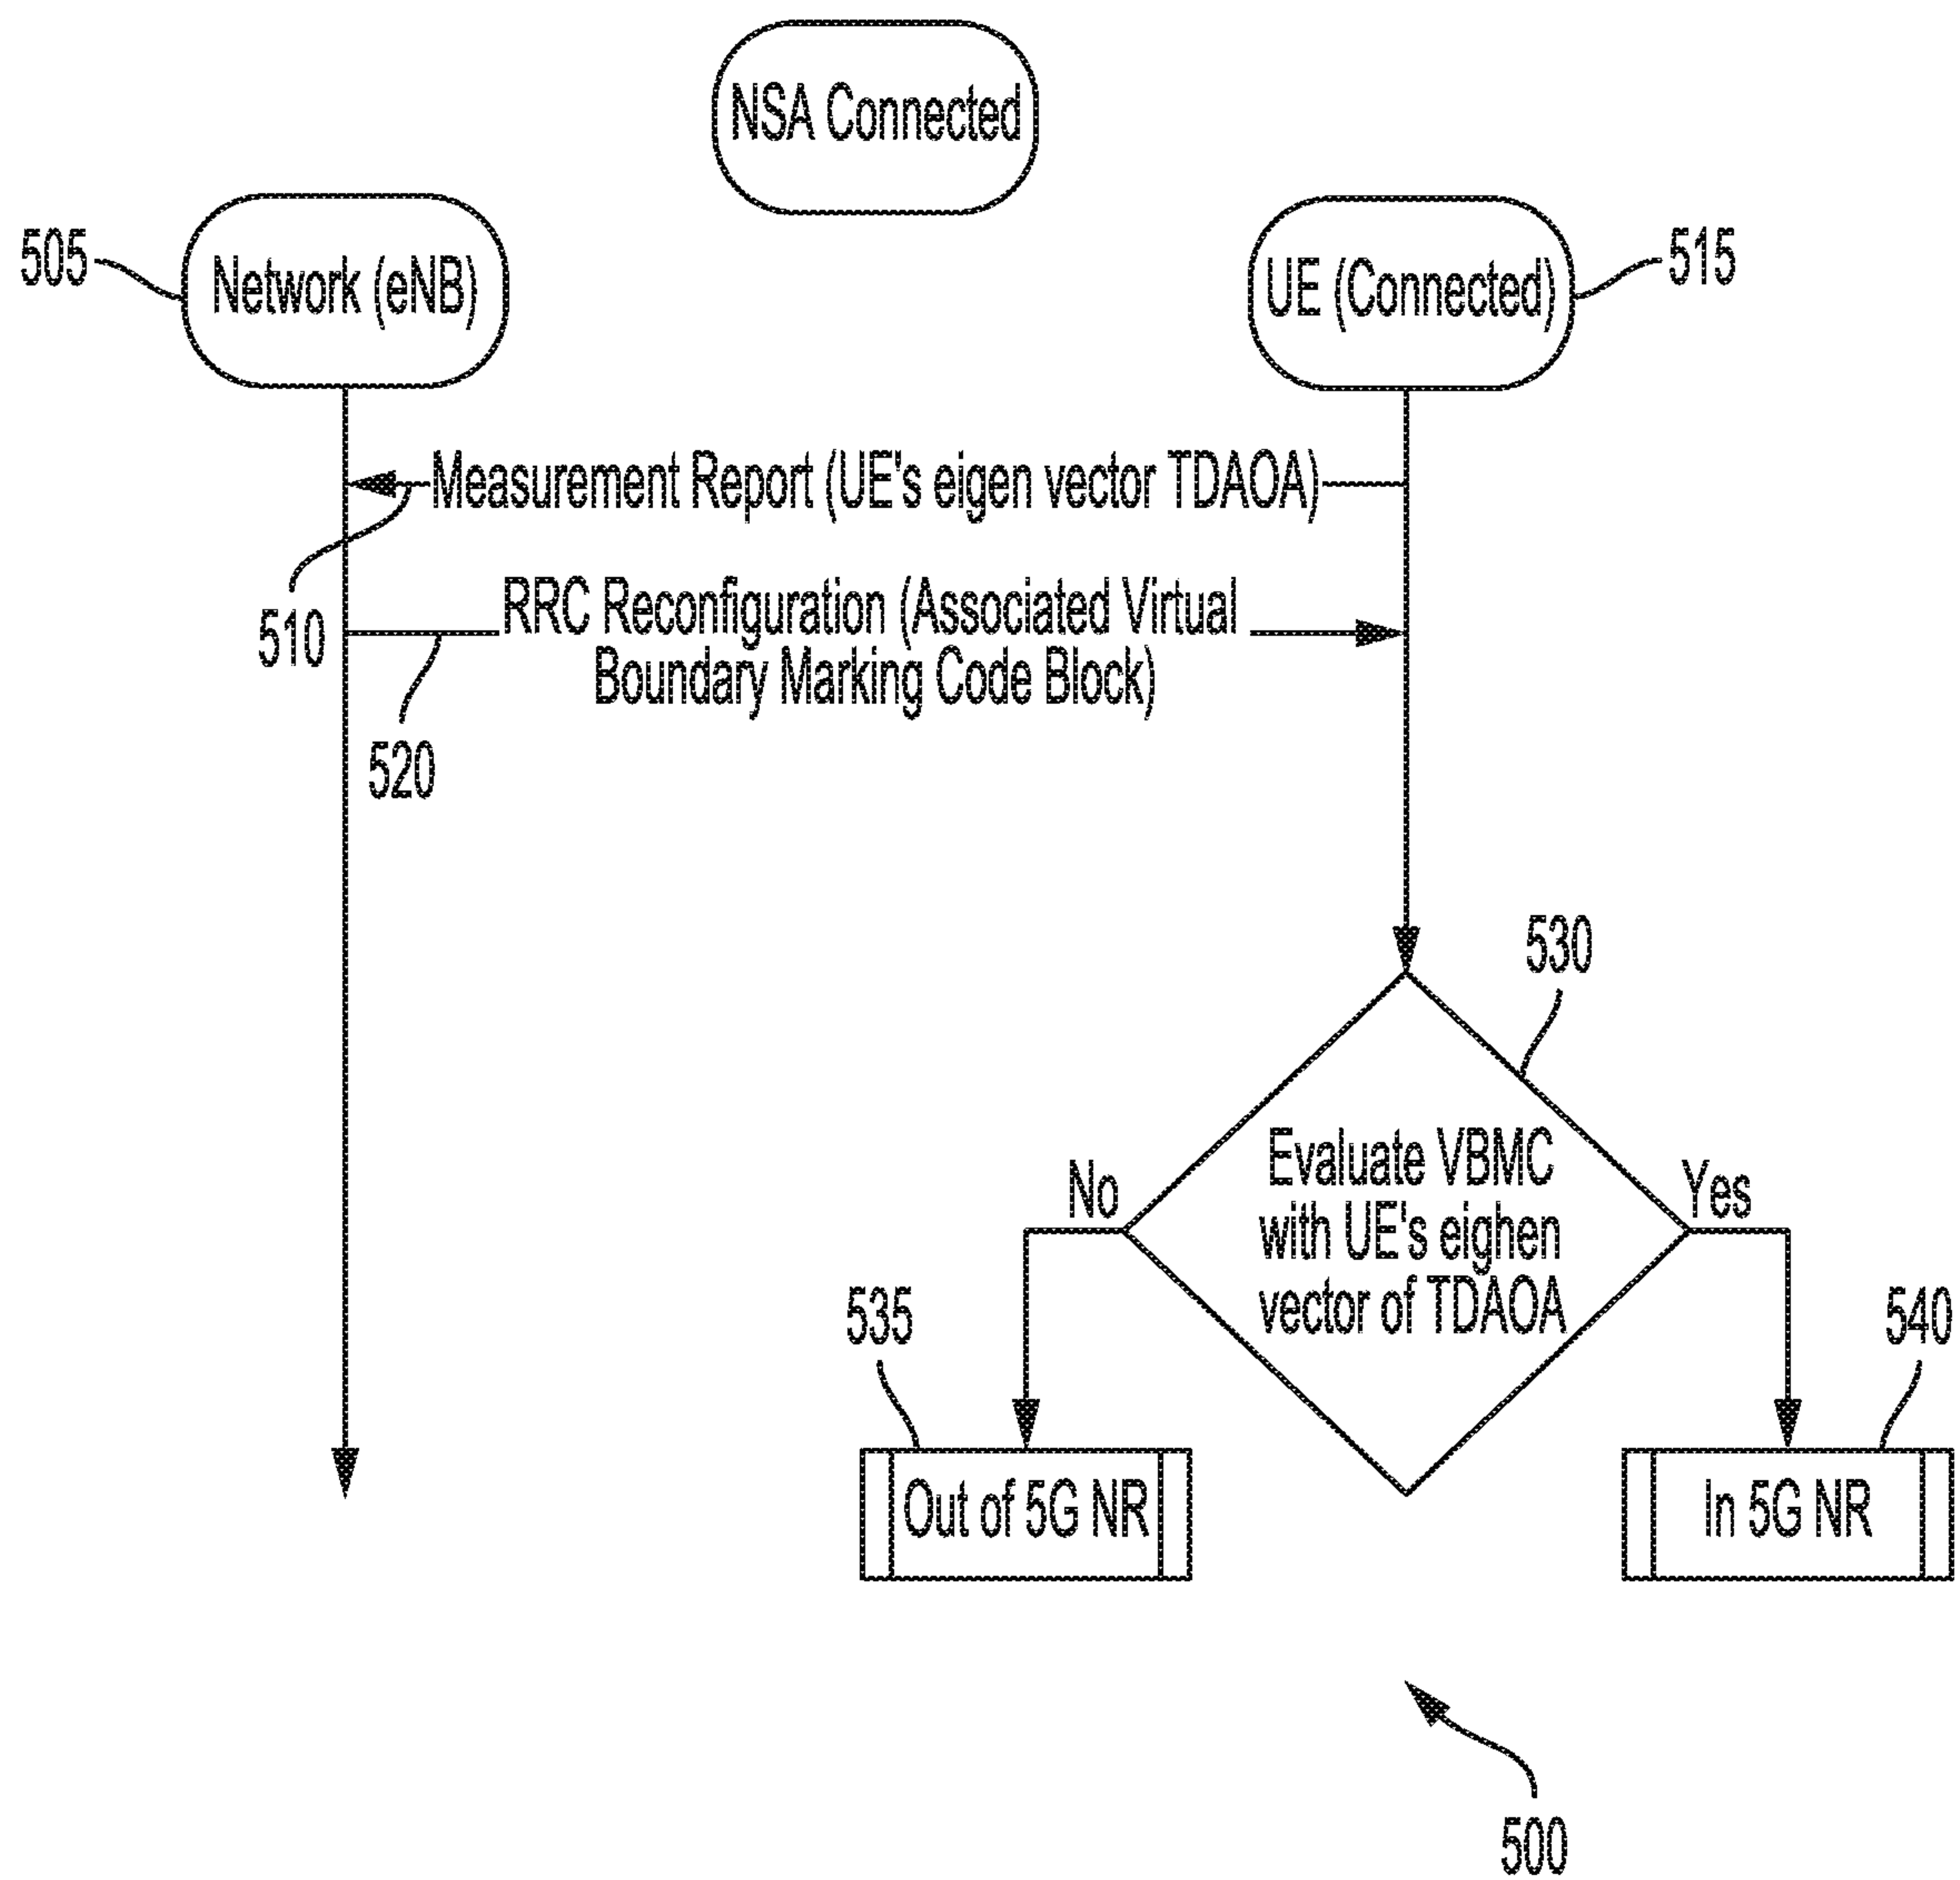 NSA Connected
505
Network (eNB)
UE (Connected)
515
Measurement Report (UE's eigen vector TDAOA)
510
RRC Reconfiguration (Associated Virtual
Boundary Marking Code Block)
520
530
Evaluate VBMC
with UE's eighen
vector of TDAOA
No
Yes
535
540
Out of 5G NR
In 5G NR
500